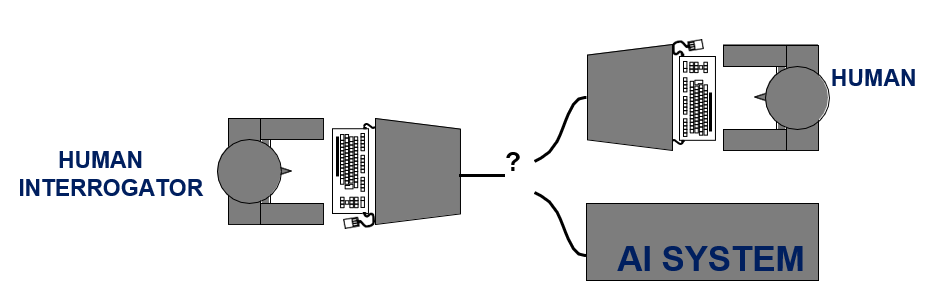 HUMAN
INTERROGATOR
?
HUMAN
AI SYSTEM